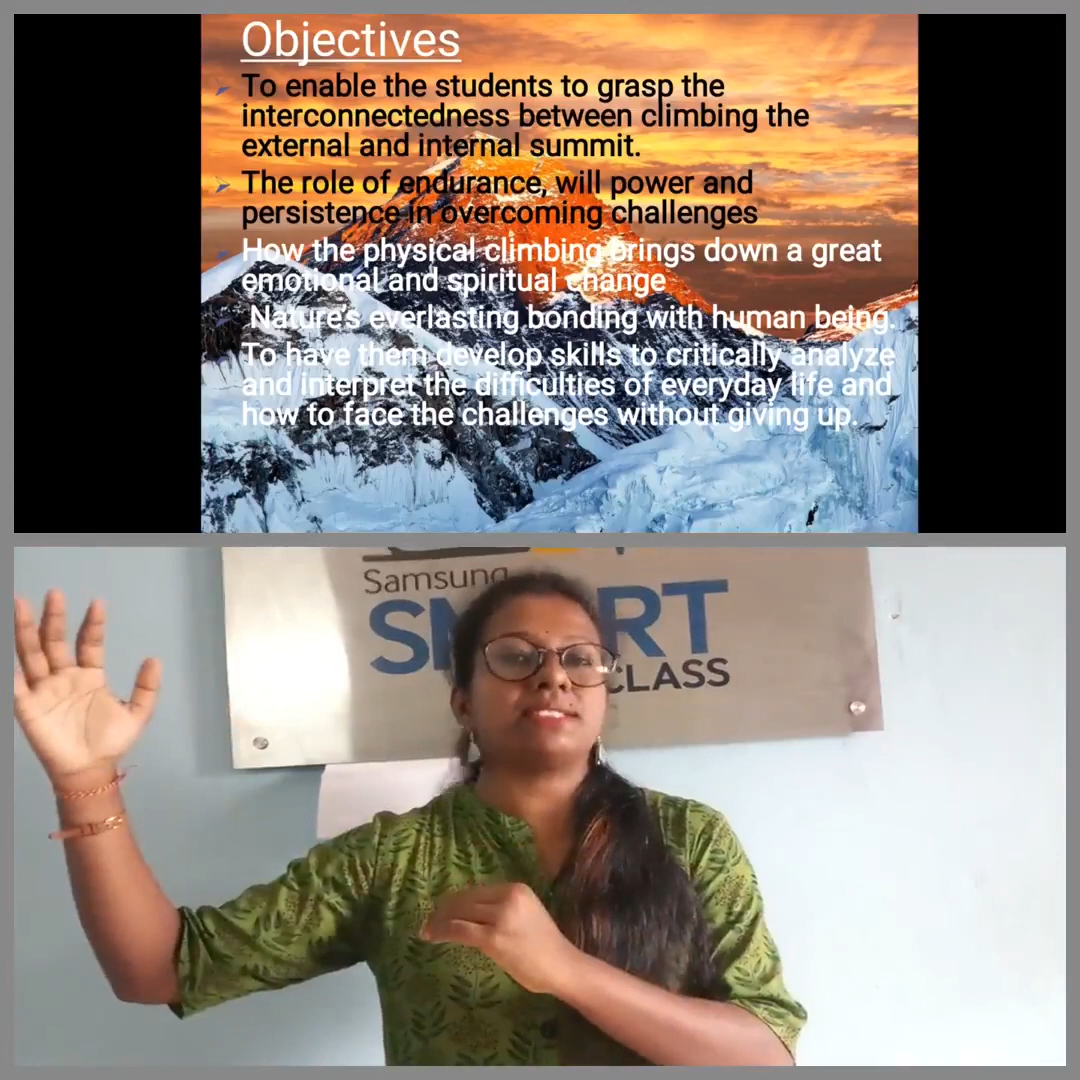 Objectives
To enable the students to grasp the
interconnectedness between climbing the
external and internal summit.
The role of endurance, will power and
persistence in overcoming challenges
How the physical climbing brings down a great
emotional and spiritual change
Nature's everlasting bonding with human being.
To have them develop skills to critically analyze
and interpret the difficulties of everyday life and
how to face the challenges without giving up.
Samsung
SMART
CLASS